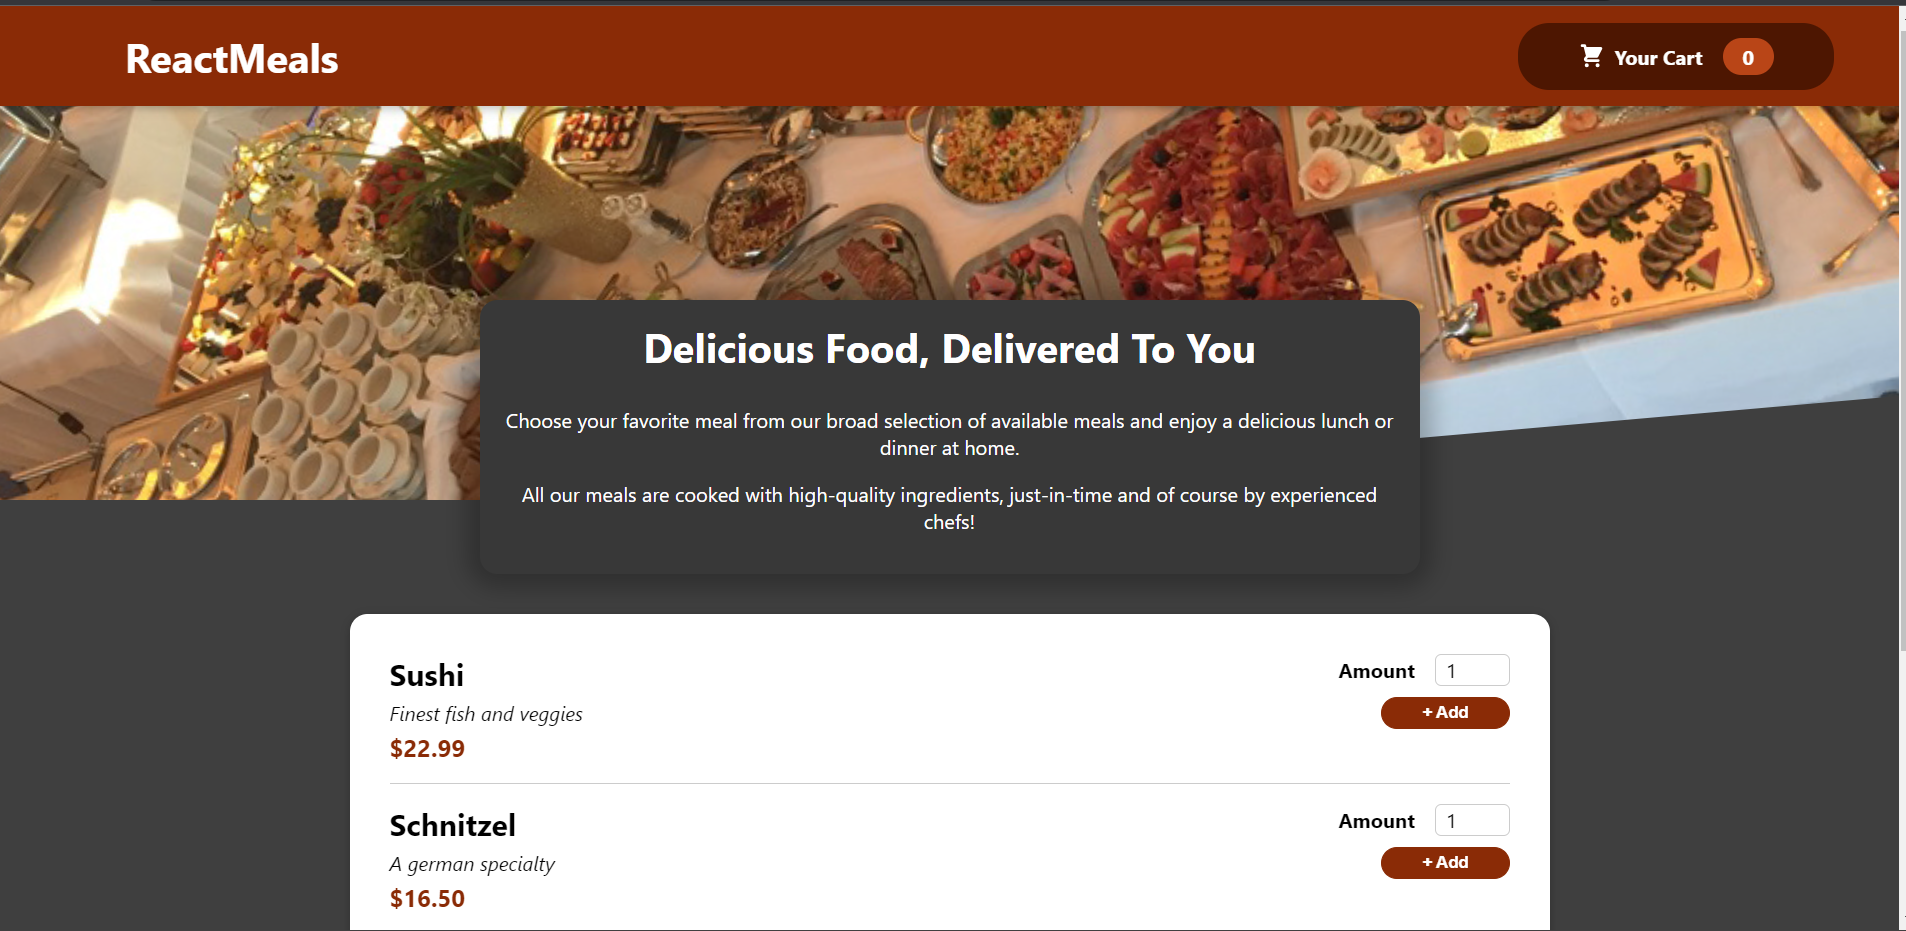 ReactMeals
Your Cart 0
Delicious Food, Delivered To You
Choose your favorite meal from our broad selection of available meals and enjoy a delicious lunch or
dinner at home.
All our meals are cooked with high-quality ingredients, just-in-time and of course by experienced
chefs!
Sushi
Finest fish and veggies
$22.99
Amount 1
+ Add
Schnitzel
A german specialty
$16.50
Amount 1
+ Add